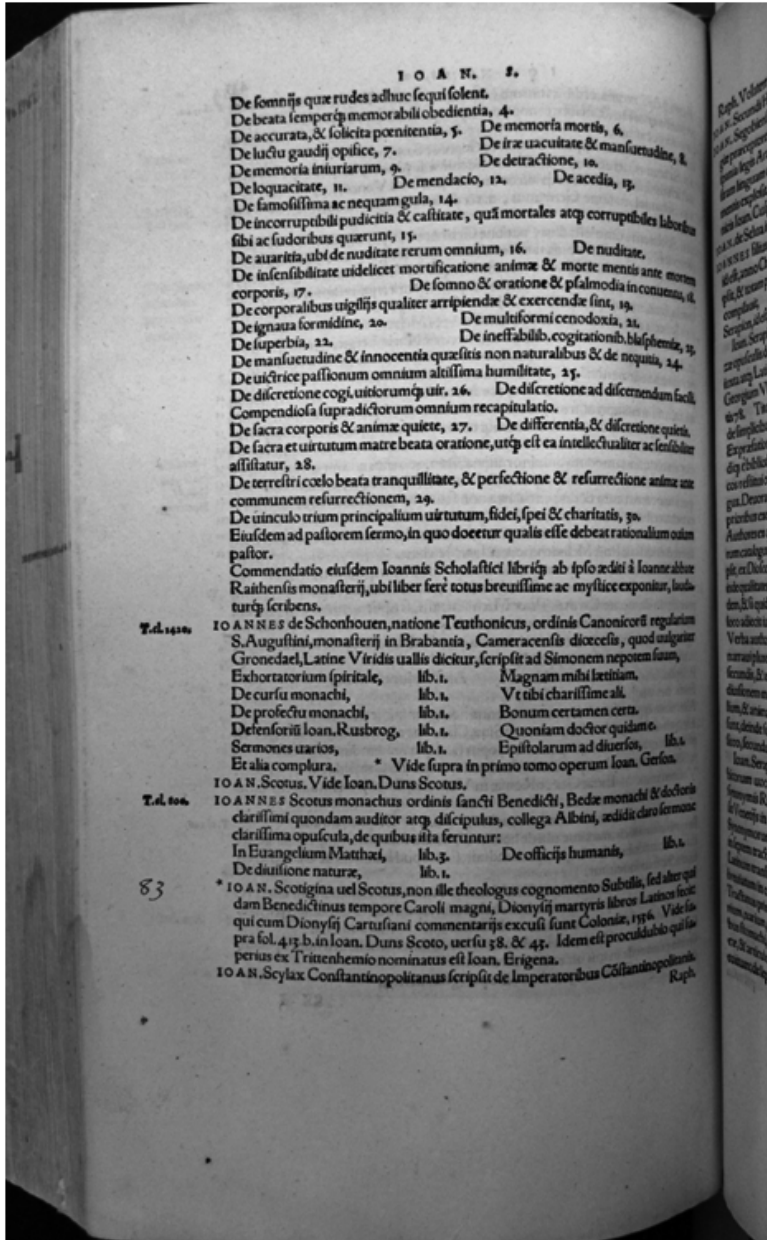 IOAN. S.
De somnijs quæ rudes adhuc sequi solent.
De beata semperq́; memorabili obedientia, 4.
De accurata, & solicita pœnitentia, 5. De memoria mortis, 6.
De luctu gaudij opifice, 7. De iræ uacuitate & mansuetudine, 8.
De memoria iniuriarum, 9. De detractione, 10.
De loquacitate, 11. De mendacio, 12. De acedia, 13.
De famosissima ac nequam gula, 14.
De incorruptibili pudicitia & castitate, quā mortales atq; corruptibiles laboribus
sibi ac sudoribus quærunt, 15.
De auaritia, ubi de nuditate rerum omnium, 16. De nuditate,
De insensibilitate uidelicet mortificatione animæ & morte mentis ante mortem
corporis, 17. De somno & oratione & psalmodia in conuentu, 18.
De corporalibus uigilijs qualiter arripiendæ & exercendæ sint, 19.
De ignaua formidine, 20. De multiformi cenodoxia, 21.
De superbia, 22. De ineffabilib. cogitationib. blasphemiæ, 23.
De mansuetudine & innocentia quæsitis non naturalibus & de nequitia, 24.
De uictrice passionum omnium altissima humilitate, 25.
De discretione cogi. uitiorumq́; uir. 26. De discretione ad discernendum facili.
Compendiosa supradictorum omnium recapitulatio.
De sacra corporis & animæ quiete, 27. De differentia, & discretione quietis.
De sacra et uirtutum matre beata oratione, utq́; est ea intellectualiter ac sensibiliter
assistatur, 28.
De terrestri cœlo beata tranquillitate, & perfectione & resurrectione animæ ante
communem resurrectionem, 29.
De uinculo trium principalium uirtutum, fidei, spei & charitatis, 30.
Eiusdem ad pastorem sermo, in quo docetur qualis esse debeat rationalium ouium
pastor.
Commendatio eiusdem Ioannis Scholastici librīq́; ab ipso æditi à Ioanne abbate
Raithensis monasterij, ubi liber ferè totus breuissime ac mystice exponitur, lauda-
turq́; scribens.
T.cl.1420. IOANNES de Schonhouen, natione Teuthonicus, ordinis Canonicorū regularium
S. Augustini, monasterij in Brabantia, Cameracensis diœcesis, quod uulgariter
Gronedael, Latine Viridis uallis dicitur, scripsit ad Simonem nepotem suum,
Exhortatorium spiritale, lib.1. Magnam mihi lætitiam.
De cursu monachi, lib.1. Vt tibi charissime ali.
De profectu monachi, lib.1. Bonum certamen certa.
Defensoriū Ioan. Rusbrog, lib.1. Quoniam doctor quidam e.
Sermones uarios, lib.1. Epistolarum ad diuersos, lib.1.
Et alia complura. * Vide supra in primo tomo operum Ioan. Gerson.
IOAN. Scotus. Vide Ioan. Duns Scotus.
T.cl.800. IOANNES Scotus monachus ordinis sancti Benedicti, Bedæ monachi & doctoris
clarissimi quondam auditor atq; discipulus, collega Albini, ædidit claro sermone
clarissima opuscula, de quibus ista feruntur:
In Euangelium Matthæi, lib.3. De officijs humanis, lib.1.
De diuisione naturæ, lib.1.
83 * IOAN. Scotigina uel Scotus, non ille theologus cognomento Subtilis, sed alter qui
dam Benedictinus tempore Caroli magni, Dionysij martyris libros Latinos fecit:
qui cum Dionysij Cartusiani commentarijs excusi sunt Coloniæ, 1556. Vide su-
pra fol. 413.b. in Ioan. Duns Scoto, uersu 38. & 45. Idem est proculdubio qui su-
perius ex Trittenhemio nominatus est Ioan. Erigena.
IOAN. Scylax Constantinopolitanus scripsit de Imperatoribus Cōstantinopolitanis.
Raph.